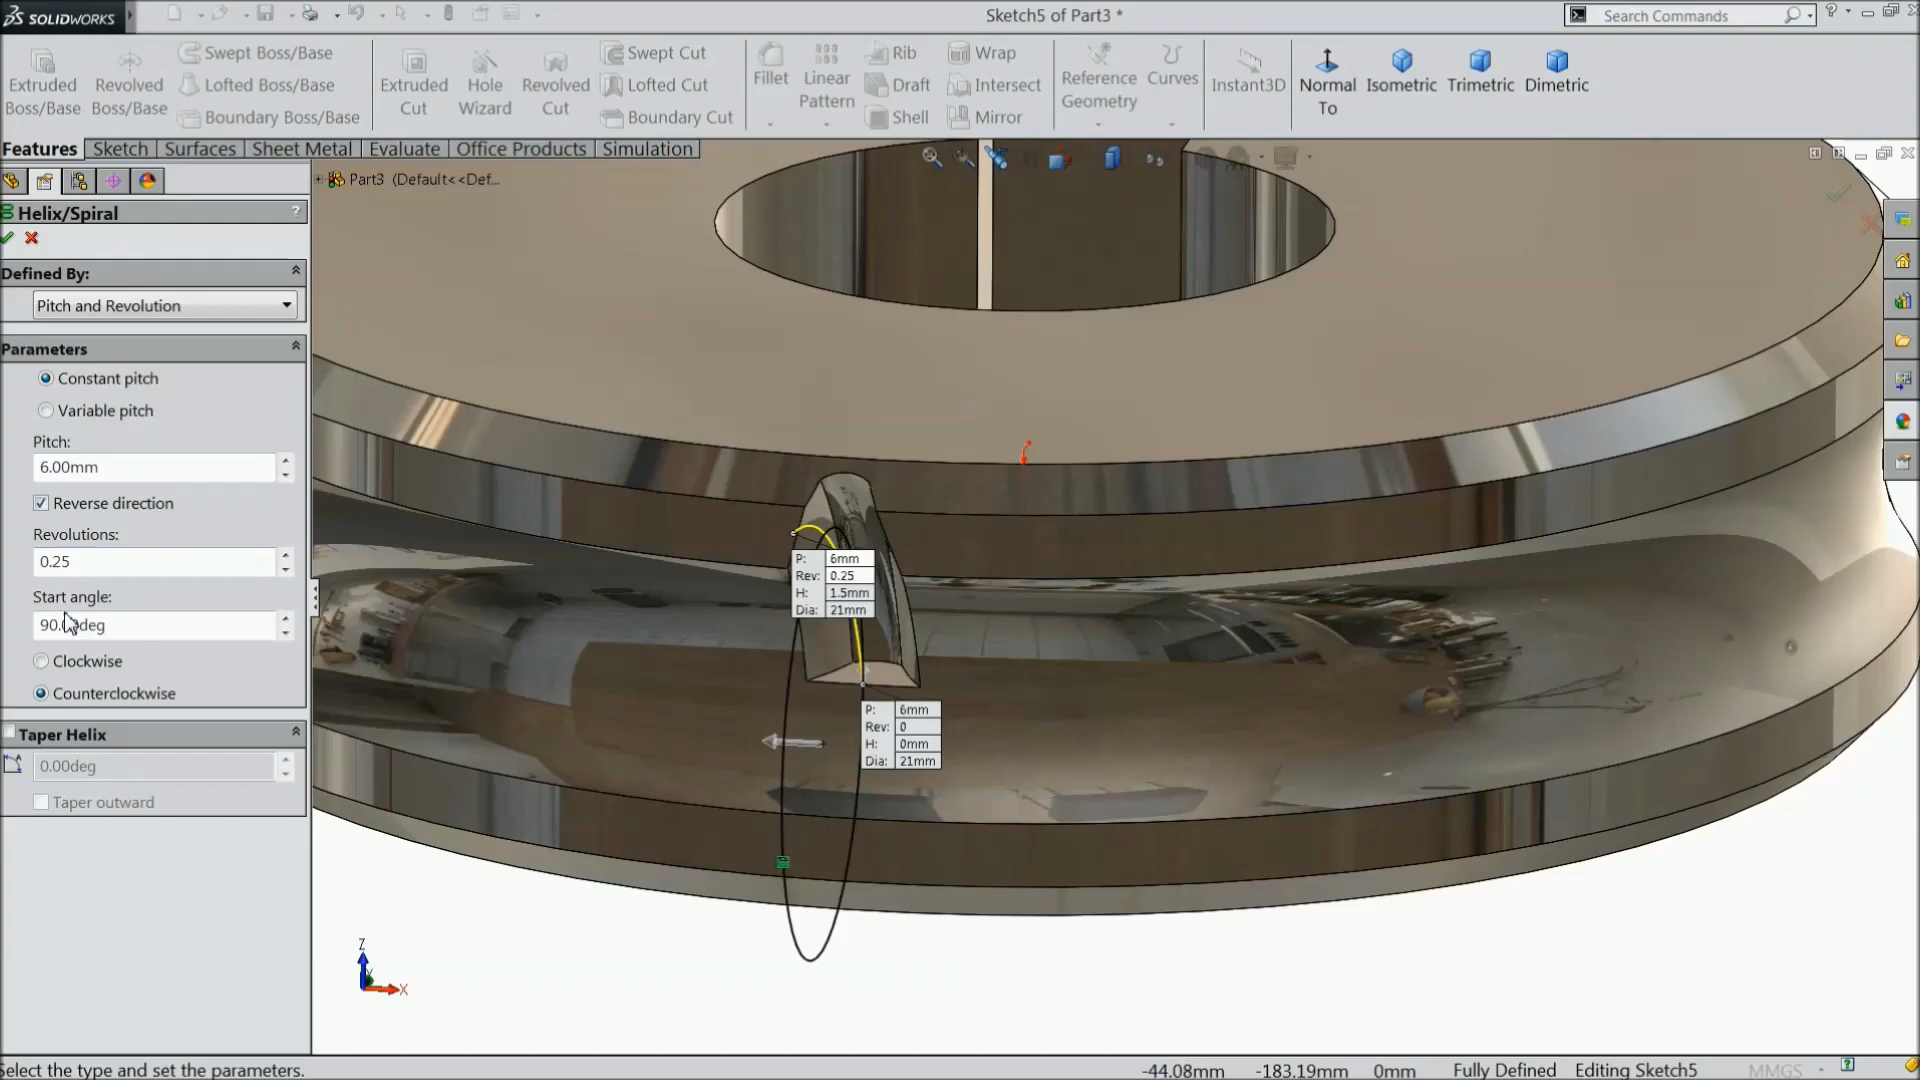 SOLIDWORKS
Sketch5 of Part3 *
Search Commands
Extruded Boss/Base
Revolved Boss/Base
Swept Boss/Base
Lofted Boss/Base
Boundary Boss/Base
Extruded Cut
Hole Wizard
Revolved Cut
Swept Cut
Lofted Cut
Boundary Cut
Fillet
Linear Pattern
Rib
Draft
Shell
Wrap
Intersect
Mirror
Reference Geometry
Curves
Instant3D
Normal To
Isometric
Trimetric
Dimetric
Features
Sketch
Surfaces
Sheet Metal
Evaluate
Office Products
Simulation
Part3 (Default<<Def...
Helix/Spiral
?
Defined By:
Pitch and Revolution
Parameters
Constant pitch
Variable pitch
Pitch:
6.00mm
Reverse direction
Revolutions:
0.25
Start angle:
Clockwise
Counterclockwise
Taper Helix
0.00deg
Taper outward
P: 6mm
Rev: 0.25
H: 1.5mm
Dia: 21mm
P: 6mm
Rev: 0
H: 0mm
Dia: 21mm
Z
X
Select the type and set the parameters.
-44.08mm
-183.19mm
0mm
Fully Defined
Editing Sketch5
MMGS